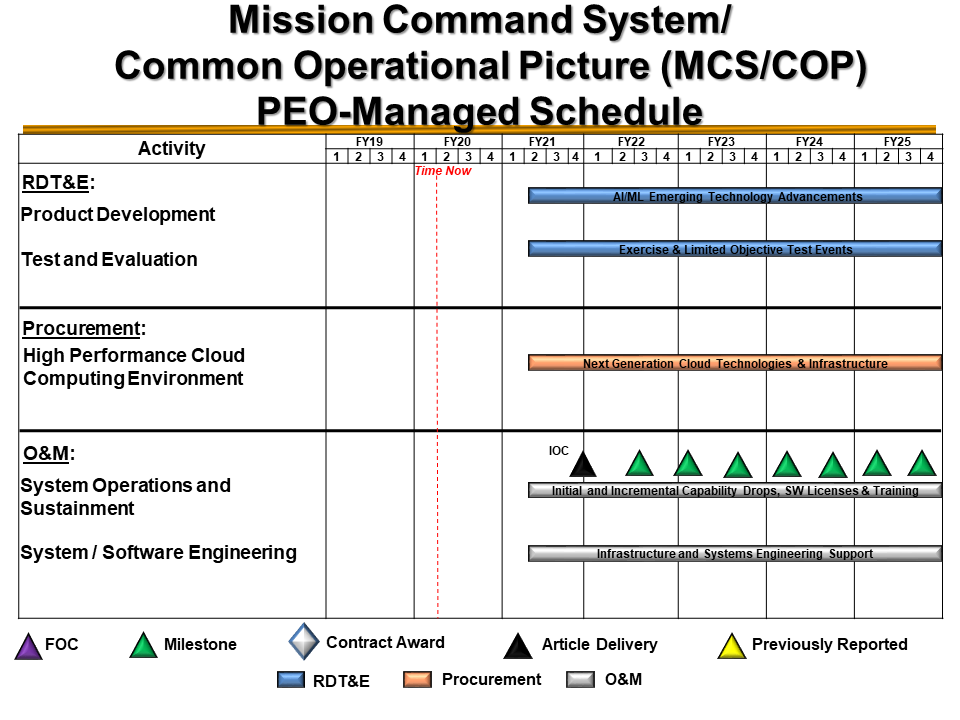 Mission Command System/
Common Operational Picture (MCS/COP)
PEO-Managed Schedule
Activity
FY19 FY20 FY21 FY22 FY23 FY24 FY25
1 2 3 4 1 2 3 4 1 2 3 4 1 2 3 4 1 2 3 4 1 2 3 4 1 2 3 4
Time Now
RDT&E:
AI/ML Emerging Technology Advancements
Product Development
Exercise & Limited Objective Test Events
Test and Evaluation
Procurement:
High Performance Cloud
Computing Environment
Next Generation Cloud Technologies & Infrastructure
O&M:
IOC
System Operations and
Sustainment
Initial and Incremental Capability Drops, SW Licenses & Training
System / Software Engineering
Infrastructure and Systems Engineering Support
FOC Milestone Contract Award Article Delivery Previously Reported
RDT&E Procurement O&M